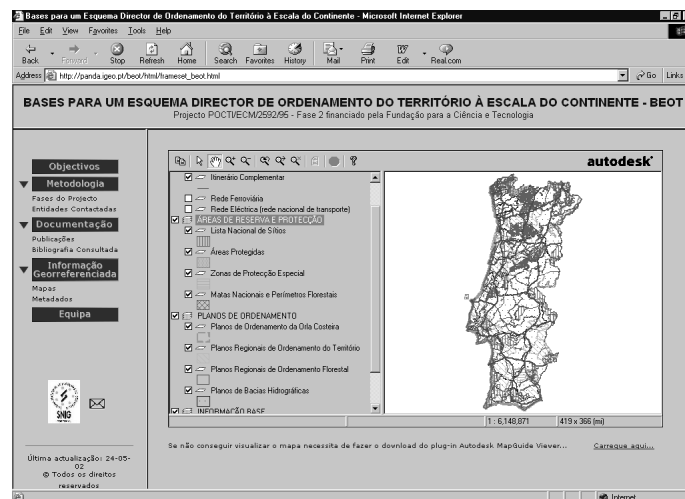 Bases para um Esquema Director de Ordenamento do Território à Escala do Continente - Microsoft Internet Explorer
File Edit View Favorites Tools Help
Back Forward Stop Refresh Home Search Favorites History Mail Print Edit Real.com
Address http://panda.igeo.pt/beot/html/frameset_beot.html Go Links
BASES PARA UM ESQUEMA DIRECTOR DE ORDENAMENTO DO TERRITÓRIO À ESCALA DO CONTINENTE - BEOT
Projecto POCTI/ECM/2592/95 - Fase 2 financiado pela Fundação para a Ciência e Tecnologia
Objectivos
Metodologia
Fases do Projecto
Entidades Contactadas
Documentação
Publicações
Bibliografia Consultada
Informação
Georreferenciada
Mapas
Metadados
Equipa
SNIG
Última actualização: 24-05-
02
© Todos os direitos
reservados
autodesk
Itinerário Complementar
Rede Ferroviária
Rede Eléctrica (rede nacional de transporte)
ÁREAS DE RESERVA E PROTECÇÃO
Lista Nacional de Sítios
Áreas Protegidas
Zonas de Protecção Especial
Matas Nacionais e Perímetros Florestais
PLANOS DE ORDENAMENTO
Planos de Ordenamento da Orla Costeira
Planos Regionais de Ordenamento do Território
Planos Regionais de Ordenamento Florestal
Planos de Bacias Hidrográficas
INFORMAÇÃO BASE
1 : 6,148,871 419 x 366 (mi)
Se não conseguir visualizar o mapa necessita de fazer o download do plug-in Autodesk MapGuide Viewer... Carregue aqui...
Internet